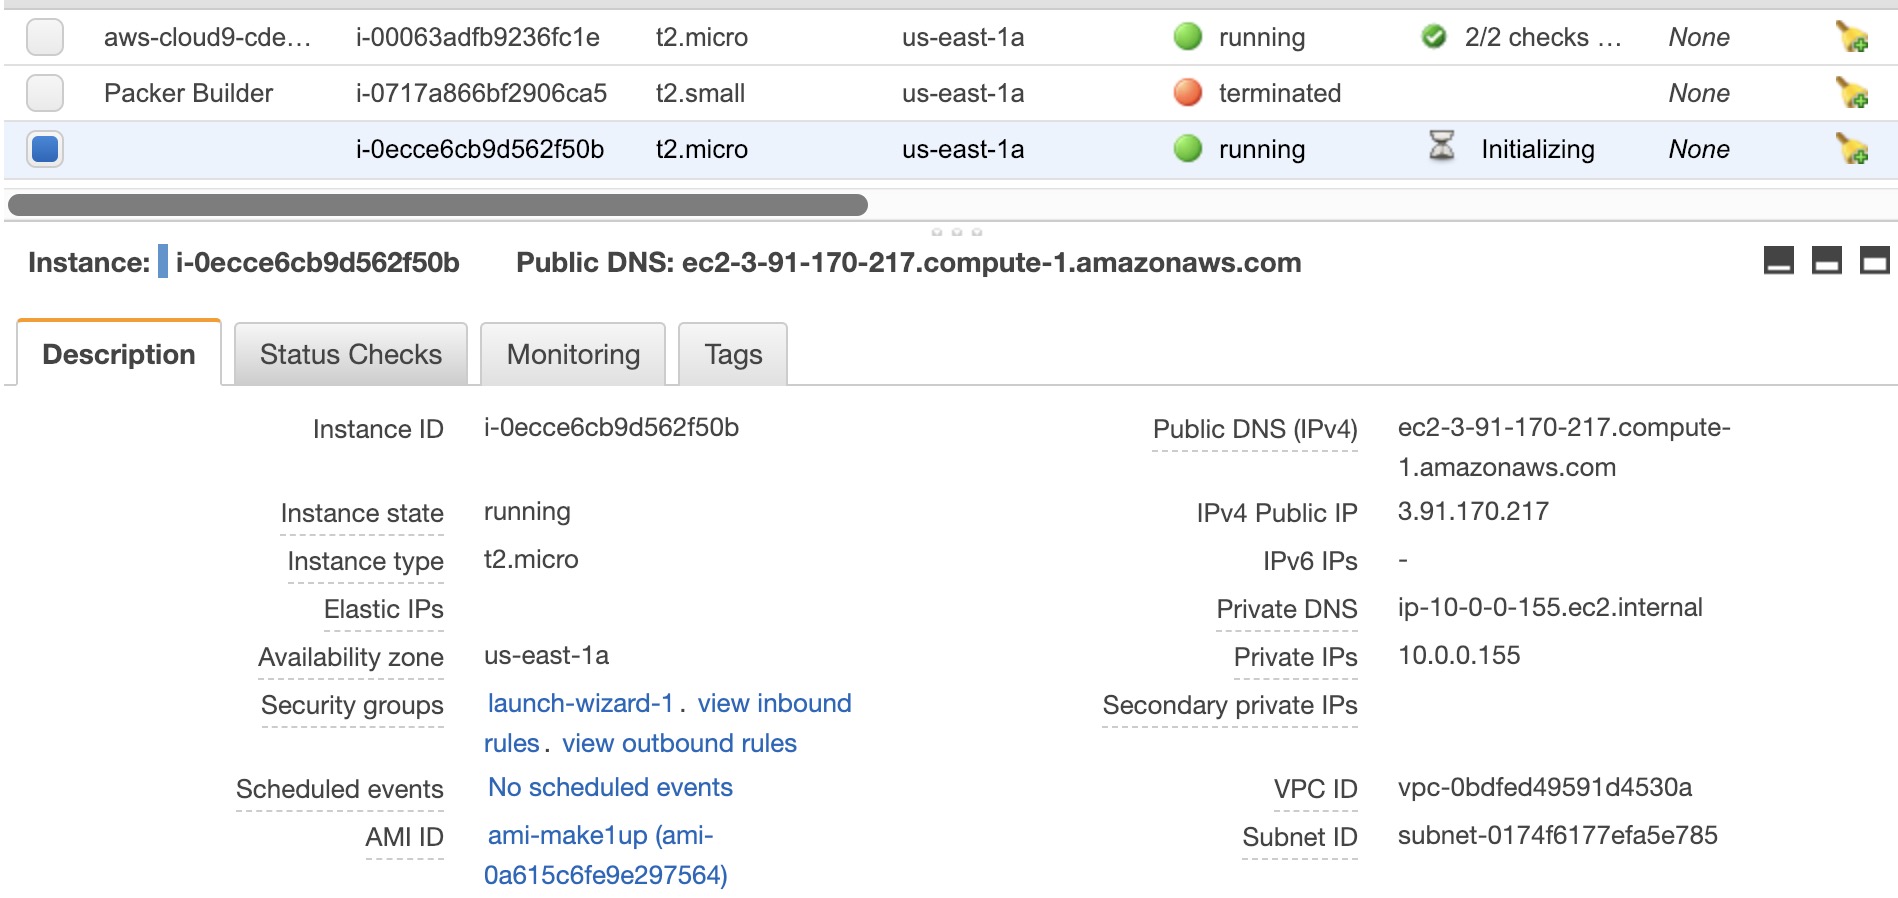 aws-cloud9-cde... i-00063adfb9236fc1e t2.micro us-east-1a running 2/2 checks ... None
Packer Builder i-0717a866bf2906ca5 t2.small us-east-1a terminated None
i-0ecce6cb9d562f50b t2.micro us-east-1a running Initializing None
Instance: i-0ecce6cb9d562f50b Public DNS: ec2-3-91-170-217.compute-1.amazonaws.com
Description Status Checks Monitoring Tags
Instance ID i-0ecce6cb9d562f50b Public DNS (IPv4) ec2-3-91-170-217.compute-
1.amazonaws.com
Instance state running IPv4 Public IP 3.91.170.217
Instance type t2.micro IPv6 IPs -
Elastic IPs Private DNS ip-10-0-0-155.ec2.internal
Availability zone us-east-1a Private IPs 10.0.0.155
Security groups launch-wizard-1 . view inbound Secondary private IPs
rules . view outbound rules
Scheduled events No scheduled events VPC ID vpc-0bdfed49591d4530a
AMI ID ami-make1up (ami- Subnet ID subnet-0174f6177efa5e785
0a615c6fe9e297564)